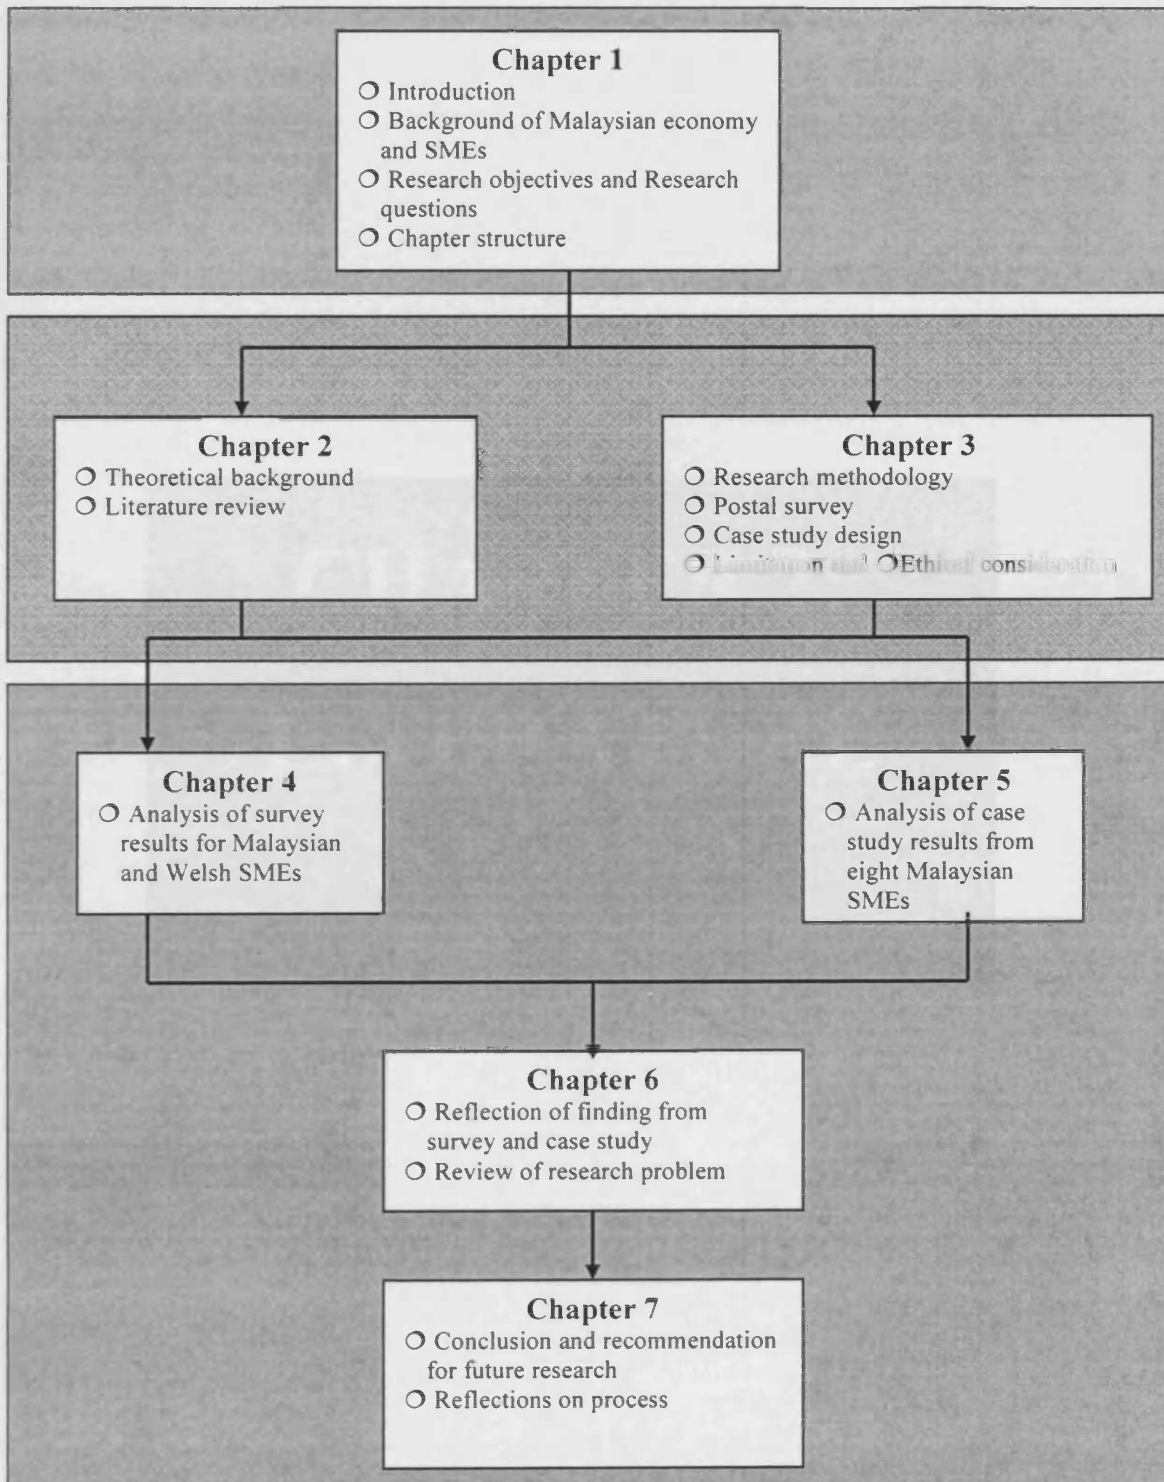 Chapter 1
○ Introduction
○ Background of Malaysian economy
and SMEs
○ Research objectives and Research
questions
○ Chapter structure
Chapter 2
○ Theoretical background
○ Literature review
Chapter 3
○ Research methodology
○ Postal survey
○ Case study design
○ and ○Ethical consideration
Chapter 4
○ Analysis of survey
results for Malaysian
and Welsh SMEs
Chapter 5
○ Analysis of case
study results from
eight Malaysian
SMEs
Chapter 6
○ Reflection of finding from
survey and case study
○ Review of research problem
Chapter 7
○ Conclusion and recommendation
for future research
○ Reflections on process